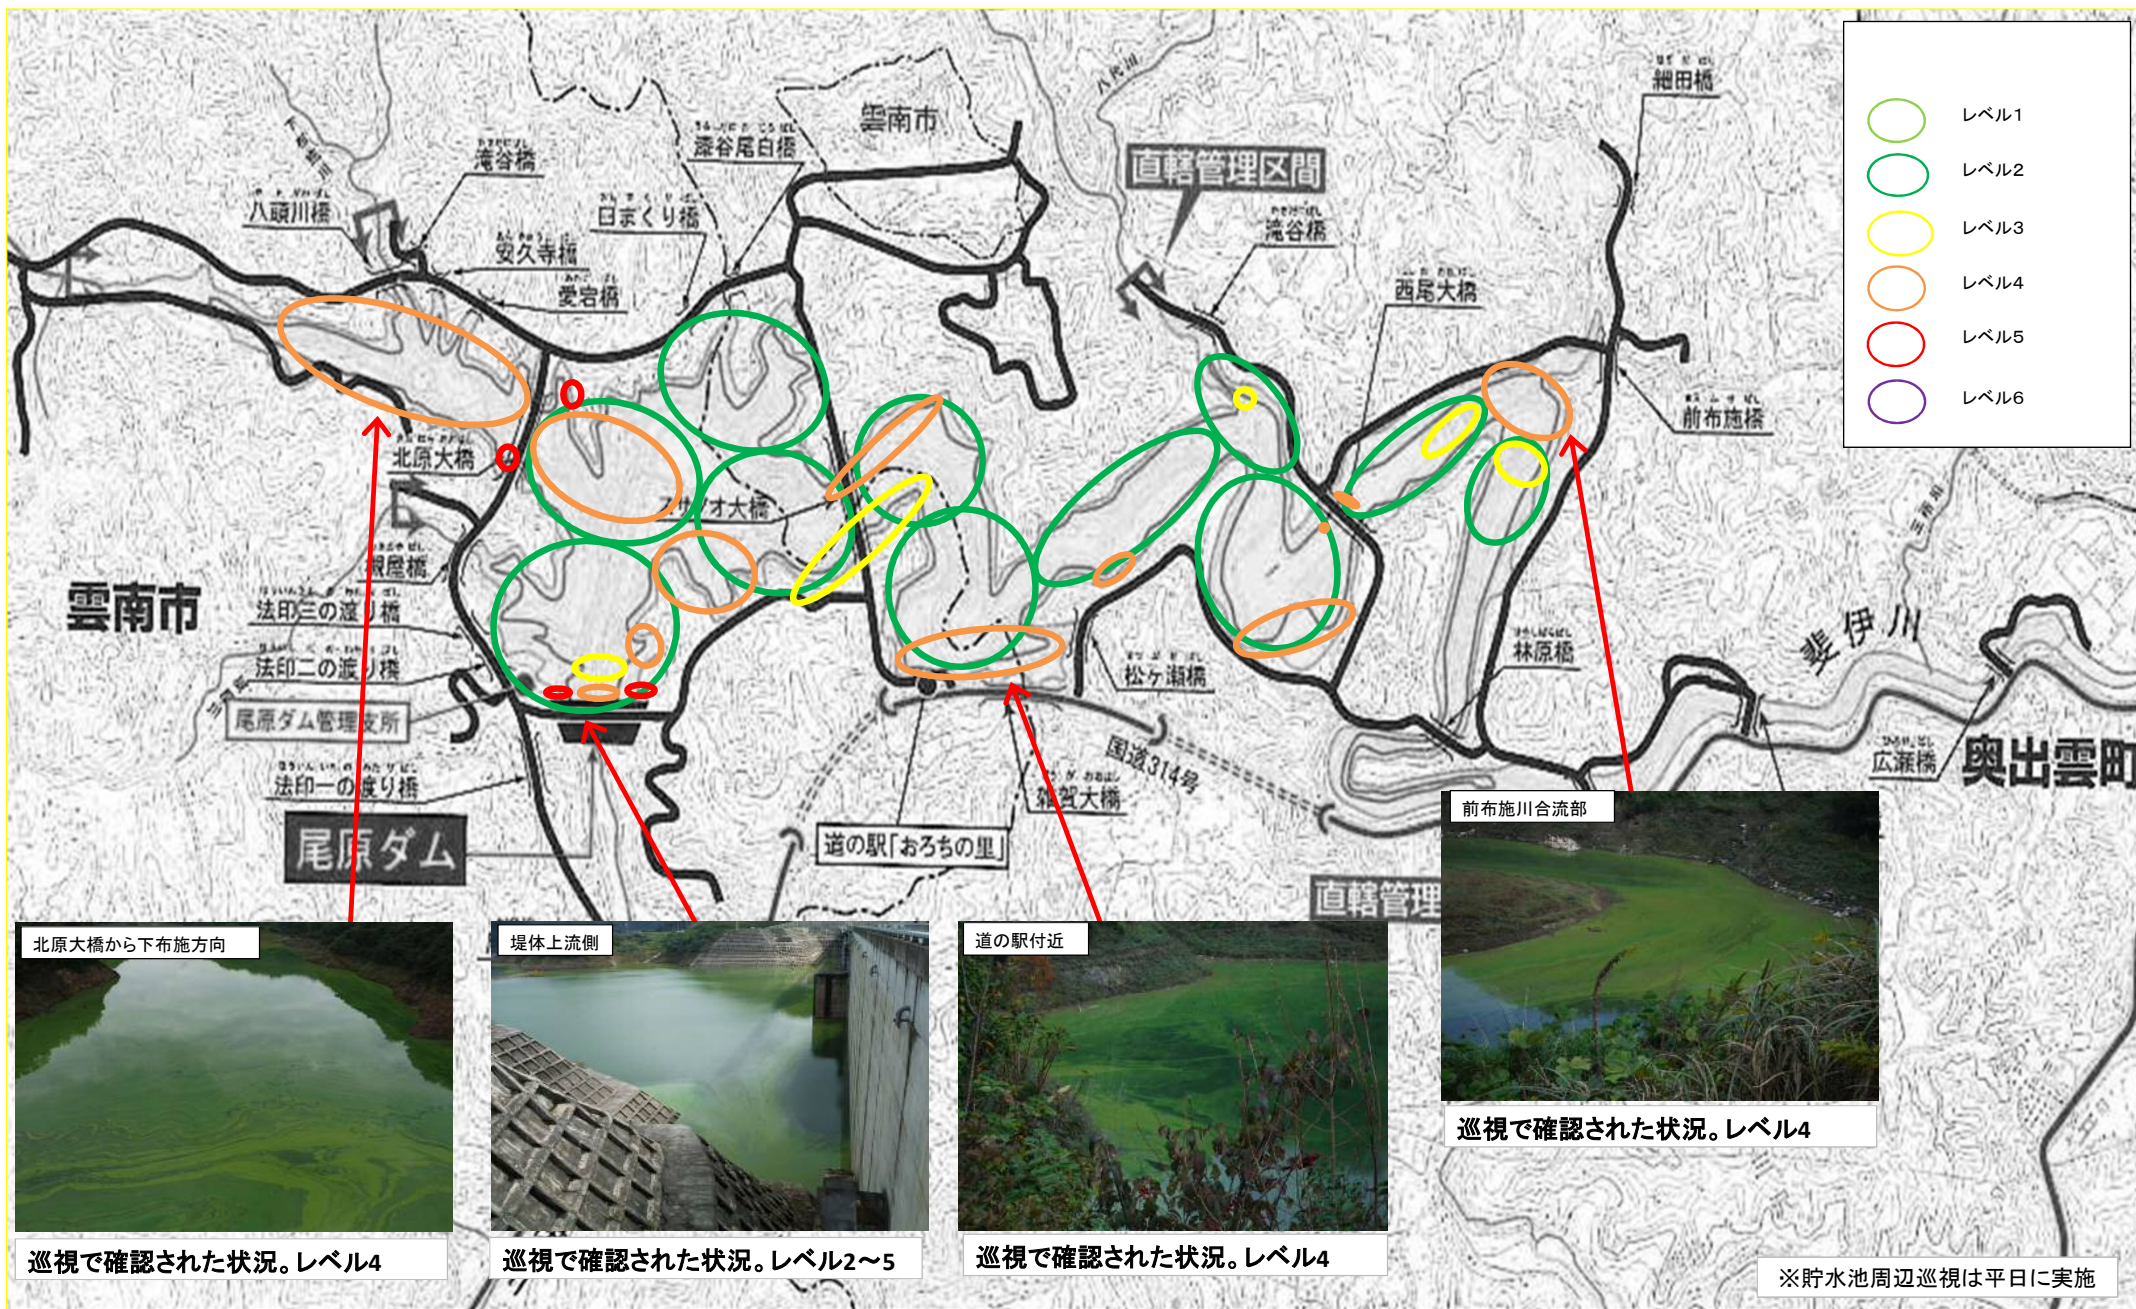 レベル1
レベル2
レベル3
レベル4
レベル5
レベル6
細田橋
雲南市
八代川
滝谷橋
漆谷尾白橋
直轄管理区間
八頭川橋
日まくり橋
滝谷橋
安久寺橋
愛宕橋
西尾大橋
前布施橋
北原大橋
大橋
槻屋橋
雲南市
法印三の渡り橋
法印二の渡り橋
斐伊川
林原橋
松ヶ瀬橋
尾原ダム管理支所
国道314号
広瀬橋
奥出雲町
法印一の渡り橋
雑賀大橋
尾原ダム
道の駅「おろちの里」
直轄管理
前布施川合流部
北原大橋から下布施方向
堤体上流側
道の駅付近
巡視で確認された状況。レベル4
巡視で確認された状況。レベル4
巡視で確認された状況。レベル2～5
巡視で確認された状況。レベル4
※貯水池周辺巡視は平日に実施